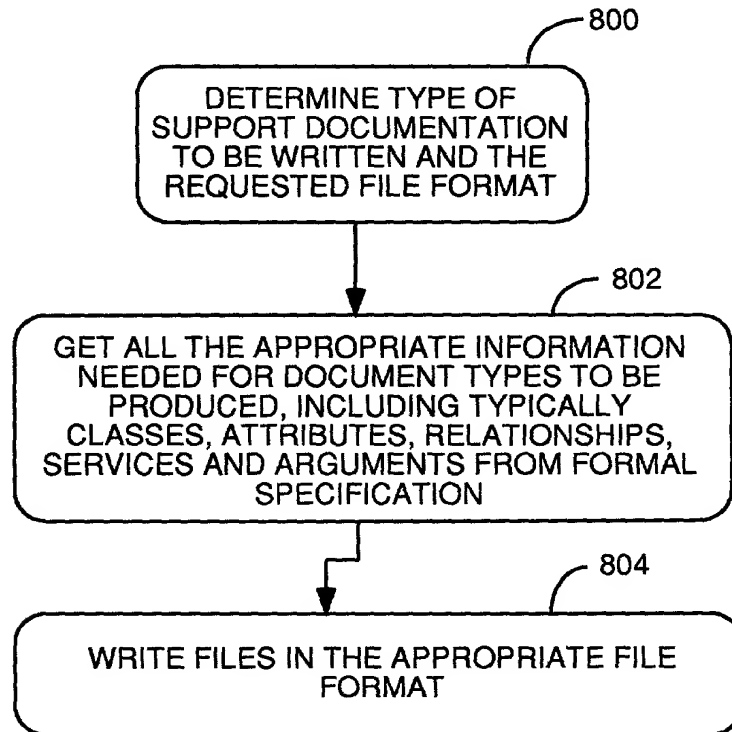 800
DETERMINE TYPE OF
SUPPORT DOCUMENTATION
TO BE WRITTEN AND THE
REQUESTED FILE FORMAT
802
GET ALL THE APPROPRIATE INFORMATION
NEEDED FOR DOCUMENT TYPES TO BE
PRODUCED, INCLUDING TYPICALLY
CLASSES, ATTRIBUTES, RELATIONSHIPS,
SERVICES AND ARGUMENTS FROM FORMAL
SPECIFICATION
804
WRITE FILES IN THE APPROPRIATE FILE
FORMAT